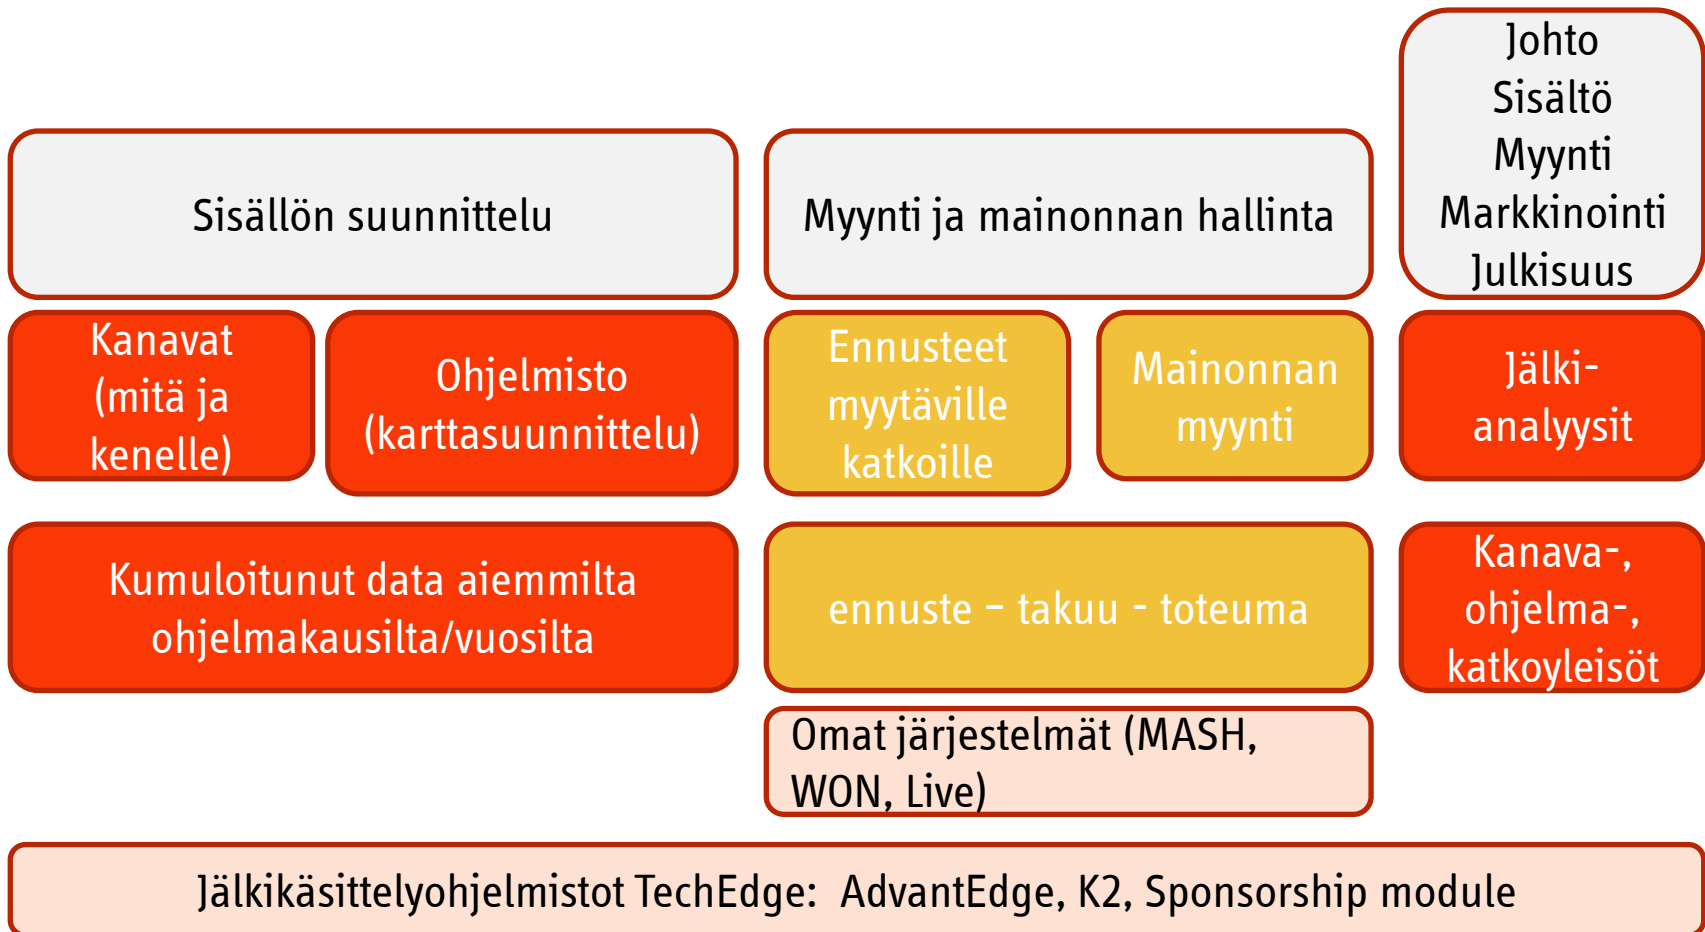 Johto
Sisältö
Myynti
Markkinointi
Julkisuus
Sisällön suunnittelu
Myynti ja mainonnan hallinta
Kanavat
(mitä ja
kenelle)
Ohjelmisto
(karttasuunnittelu)
Ennusteet
myytäville
katkoille
Mainonnan
myynti
Jälki-
analyysit
Kumuloitunut data aiemmilta
ohjelmakausilta/vuosilta
ennuste – takuu - toteuma
Kanava-,
ohjelma-,
katkoyleisöt
Omat järjestelmät (MASH,
WON, Live)
Jälkikäsittelyohjelmistot TechEdge:  AdvantEdge, K2, Sponsorship module